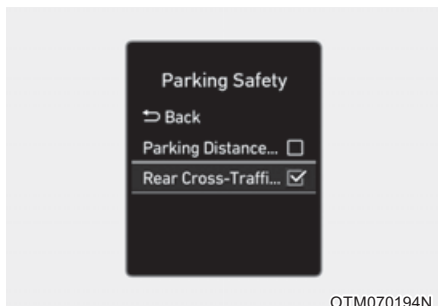 Parking Safety
Back
Parking Distance...
Rear Cross-Traffi...
OTM070194N